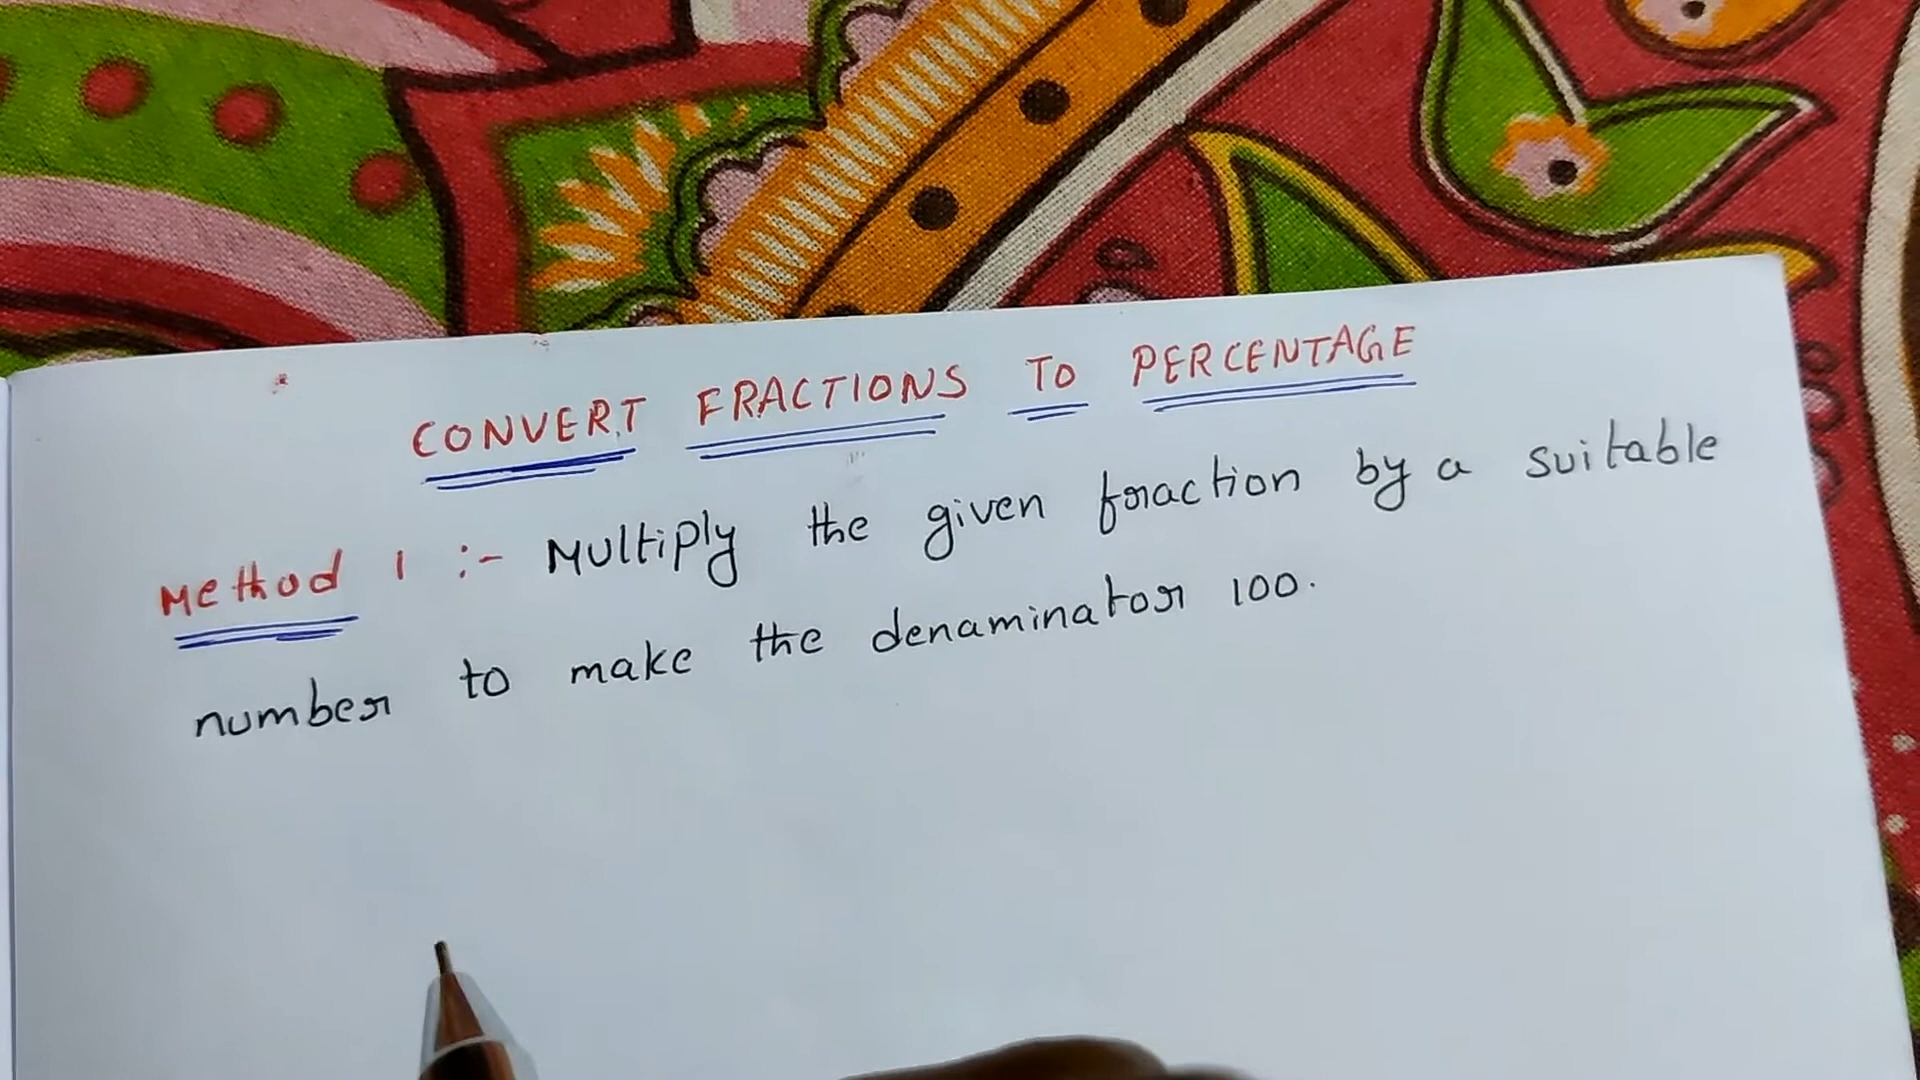 CONVERT FRACTIONS TO PERCENTAGE
Method 1 :- Multiply the given fraction by a suitable
number to make the denaminator 100.